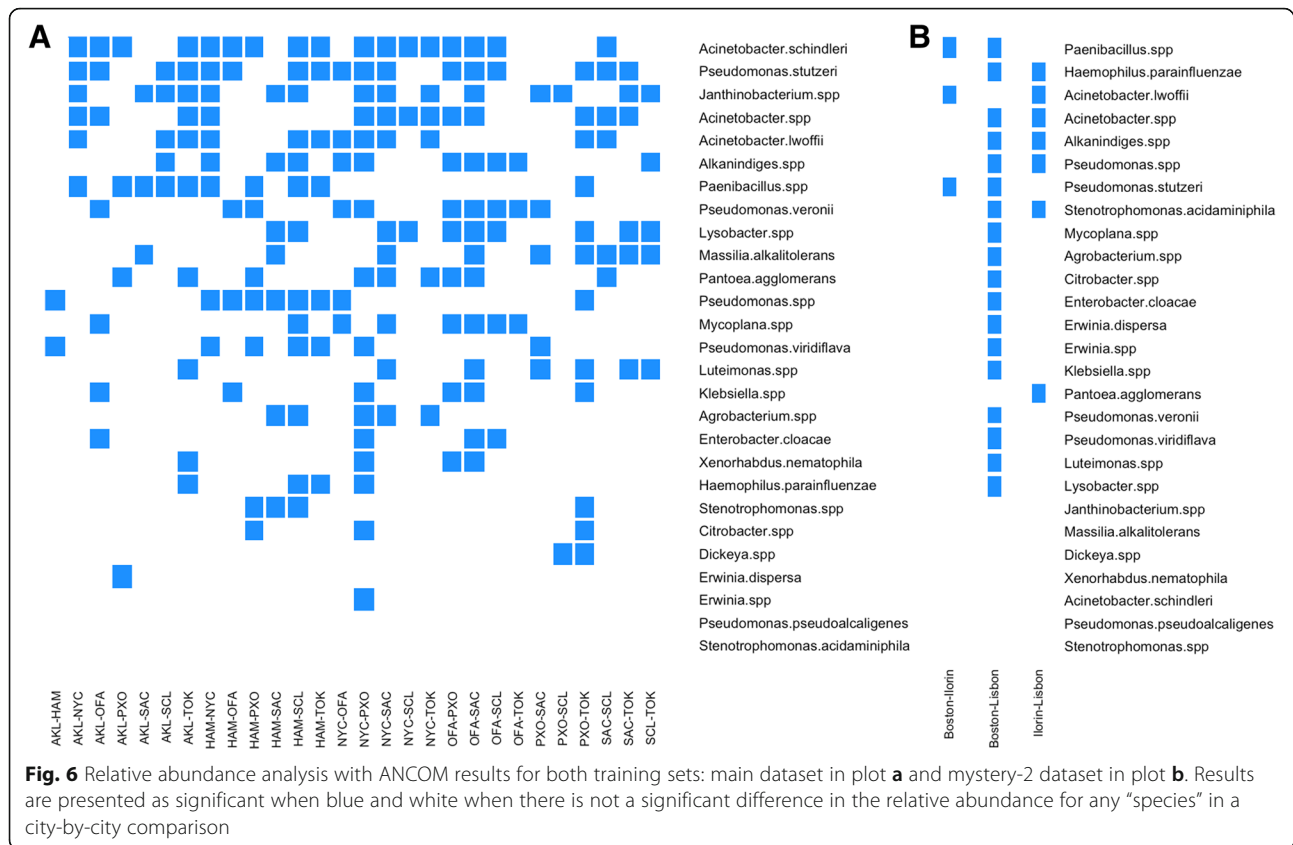 A
B
Acinetobacter.schindleri
Pseudomonas.stutzeri
Janthinobacterium.spp
Acinetobacter.spp
Acinetobacter.lwoffii
Alkanindiges.spp
Paenibacillus.spp
Pseudomonas.veronii
Lysobacter.spp
Massilia.alkalitolerans
Pantoea.agglomerans
Pseudomonas.spp
Mycoplana.spp
Pseudomonas.viridiflava
Luteimonas.spp
Klebsiella.spp
Agrobacterium.spp
Enterobacter.cloacae
Xenorhabdus.nematophila
Haemophilus.parainfluenzae
Stenotrophomonas.spp
Citrobacter.spp
Dickeya.spp
Erwinia.dispersa
Erwinia.spp
Pseudomonas.pseudoalcaligenes
Stenotrophomonas.acidaminiphila
Paenibacillus.spp
Haemophilus.parainfluenzae
Acinetobacter.lwoffii
Acinetobacter.spp
Alkanindiges.spp
Pseudomonas.spp
Pseudomonas.stutzeri
Stenotrophomonas.acidaminiphila
Mycoplana.spp
Agrobacterium.spp
Citrobacter.spp
Enterobacter.cloacae
Erwinia.dispersa
Erwinia.spp
Klebsiella.spp
Pantoea.agglomerans
Pseudomonas.veronii
Pseudomonas.viridiflava
Luteimonas.spp
Lysobacter.spp
Janthinobacterium.spp
Massilia.alkalitolerans
Dickeya.spp
Xenorhabdus.nematophila
Acinetobacter.schindleri
Pseudomonas.pseudoalcaligenes
Stenotrophomonas.spp
AKL-HAM
AKL-NYC
AKL-OFA
AKL-PXO
AKL-SAC
AKL-SCL
AKL-TOK
HAM-NYC
HAM-OFA
HAM-PXO
HAM-SAC
HAM-SCL
HAM-TOK
NYC-OFA
NYC-PXO
NYC-SAC
NYC-SCL
NYC-TOK
OFA-PXO
OFA-SAC
OFA-SCL
OFA-TOK
PXO-SAC
PXO-SCL
PXO-TOK
SAC-SCL
SAC-TOK
SCL-TOK
Boston-Ilorin
Boston-Lisbon
Ilorin-Lisbon
Fig. 6 Relative abundance analysis with ANCOM results for both training sets: main dataset in plot a and mystery-2 dataset in plot b. Results
are presented as significant when blue and white when there is not a significant difference in the relative abundance for any “species” in a
city-by-city comparison